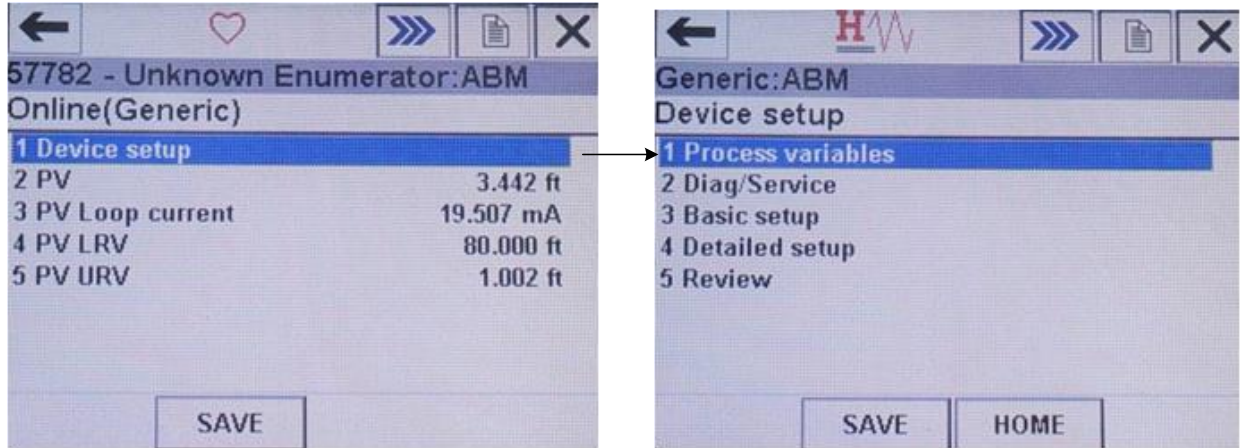 57782 - Unknown Enumerator:ABM
Online(Generic)
1 Device setup
2 PV 3.442 ft
3 PV Loop current 19.507 mA
4 PV LRV 80.000 ft
5 PV URV 1.002 ft
SAVE
H
Generic:ABM
Device setup
1 Process variables
2 Diag/Service
3 Basic setup
4 Detailed setup
5 Review
SAVE HOME